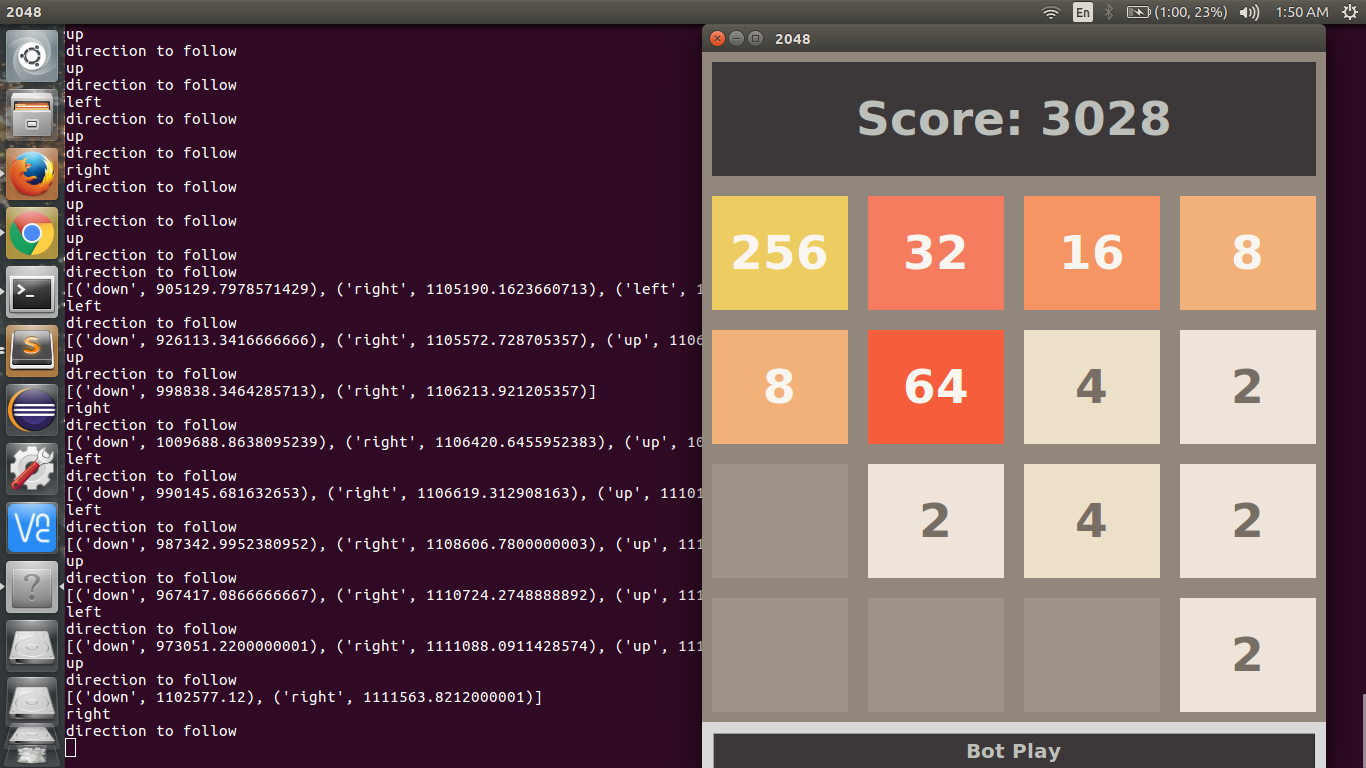 2048
En
(1:00, 23%)
1:50 AM
up
direction to follow
up
direction to follow
left
direction to follow
up
direction to follow
right
direction to follow
up
direction to follow
up
direction to follow
direction to follow
[('down', 905129.7978571429), ('right', 1105190.1623660713), ('left', 1
left
direction to follow
[('down', 926113.3416666666), ('right', 1105572.728705357), ('up', 1106
up
direction to follow
[('down', 998838.3464285713), ('right', 1106213.921205357)]
right
direction to follow
[('down', 1009688.8638095239), ('right', 1106420.6455952383), ('up', 10
left
direction to follow
[('down', 990145.681632653), ('right', 1106619.312908163), ('up', 11101
left
direction to follow
[('down', 987342.9952380952), ('right', 1108606.7800000003), ('up', 111
up
direction to follow
[('down', 967417.0866666667), ('right', 1110724.2748888892), ('up', 111
left
direction to follow
[('down', 973051.2200000001), ('right', 1111088.0911428574), ('up', 111
up
direction to follow
[('down', 1102577.12), ('right', 1111563.8212000001)]
right
direction to follow
2048
Score: 3028
256 32 16 8
8 64 4 2
2 4 2
2
Bot Play